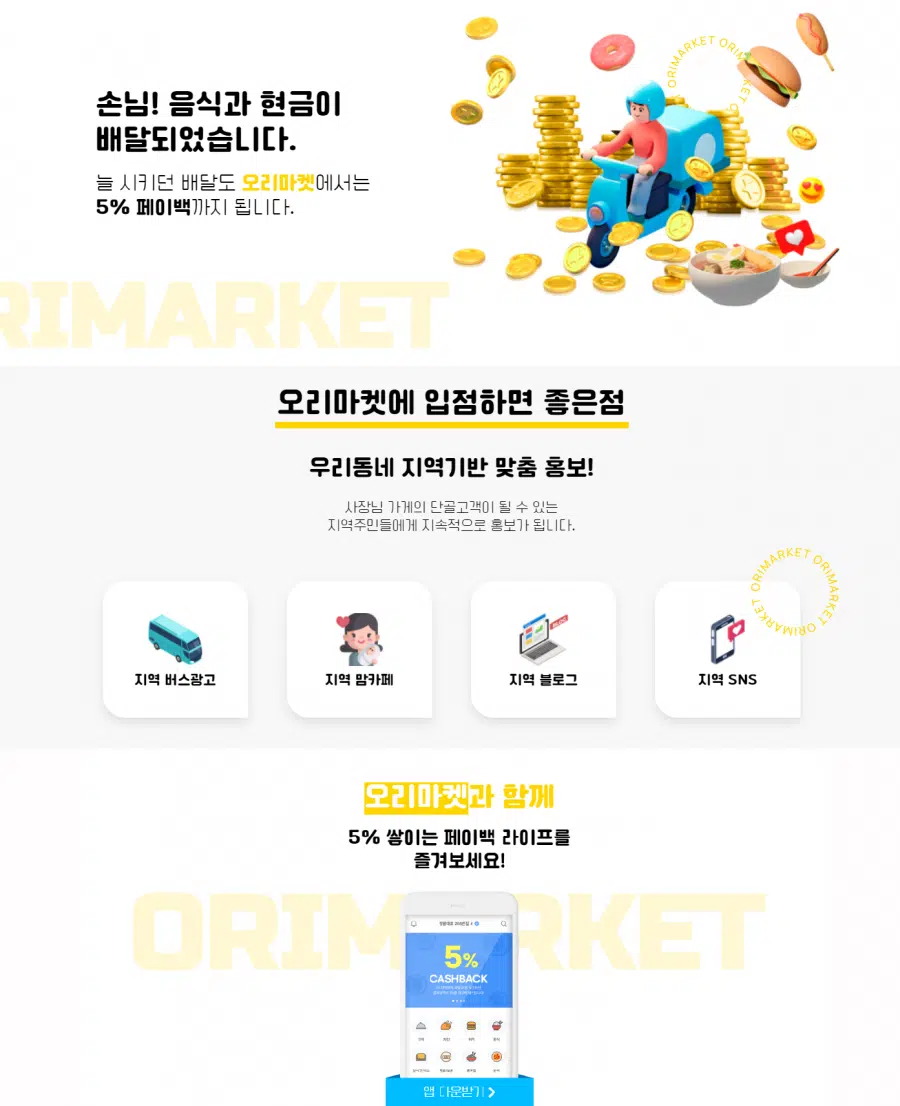 ORIMARKET ORIMARKET O
손님! 음식과 현금이
배달되었습니다.
늘 시키던 배달도 오리마켓에서는
5% 페이백까지 됩니다.
RIMARKET
오리마켓에 입점하면 좋은점
우리동네 지역기반 맞춤 홍보!
사장님 가게의 단골고객이 될 수 있는
지역주민들에게 지속적으로 홍보가 됩니다.
ORIMARKET ORIMARKET ORIMARKET
BLOG
지역 버스광고
지역 맘카페
지역 블로그
지역 SNS
오리마켓과 함께
5% 쌓이는 페이백 라이프를
즐겨보세요!
ORIMARKET
5%
CASHBACK
앱 다운받기